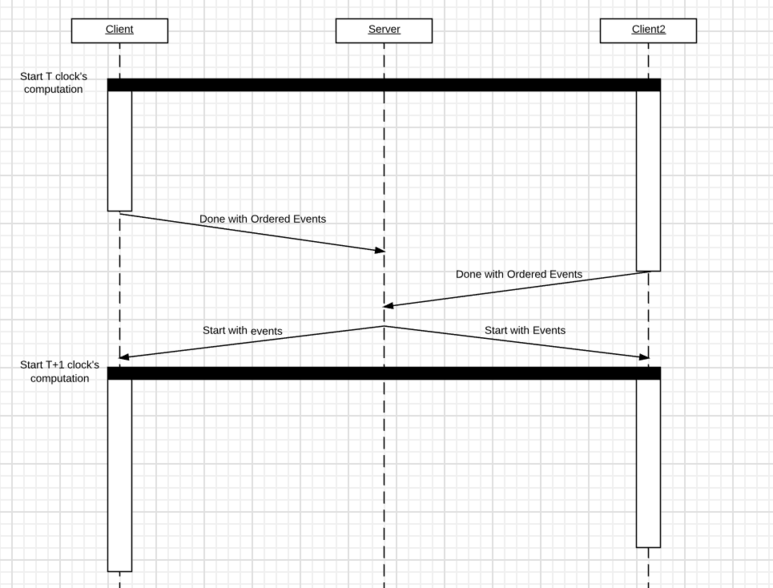 Client
Server
Client2
Start T clock's
computation
Done with Ordered Events
Done with Ordered Events
Start with events
Start with Events
Start T+1 clock's
computation